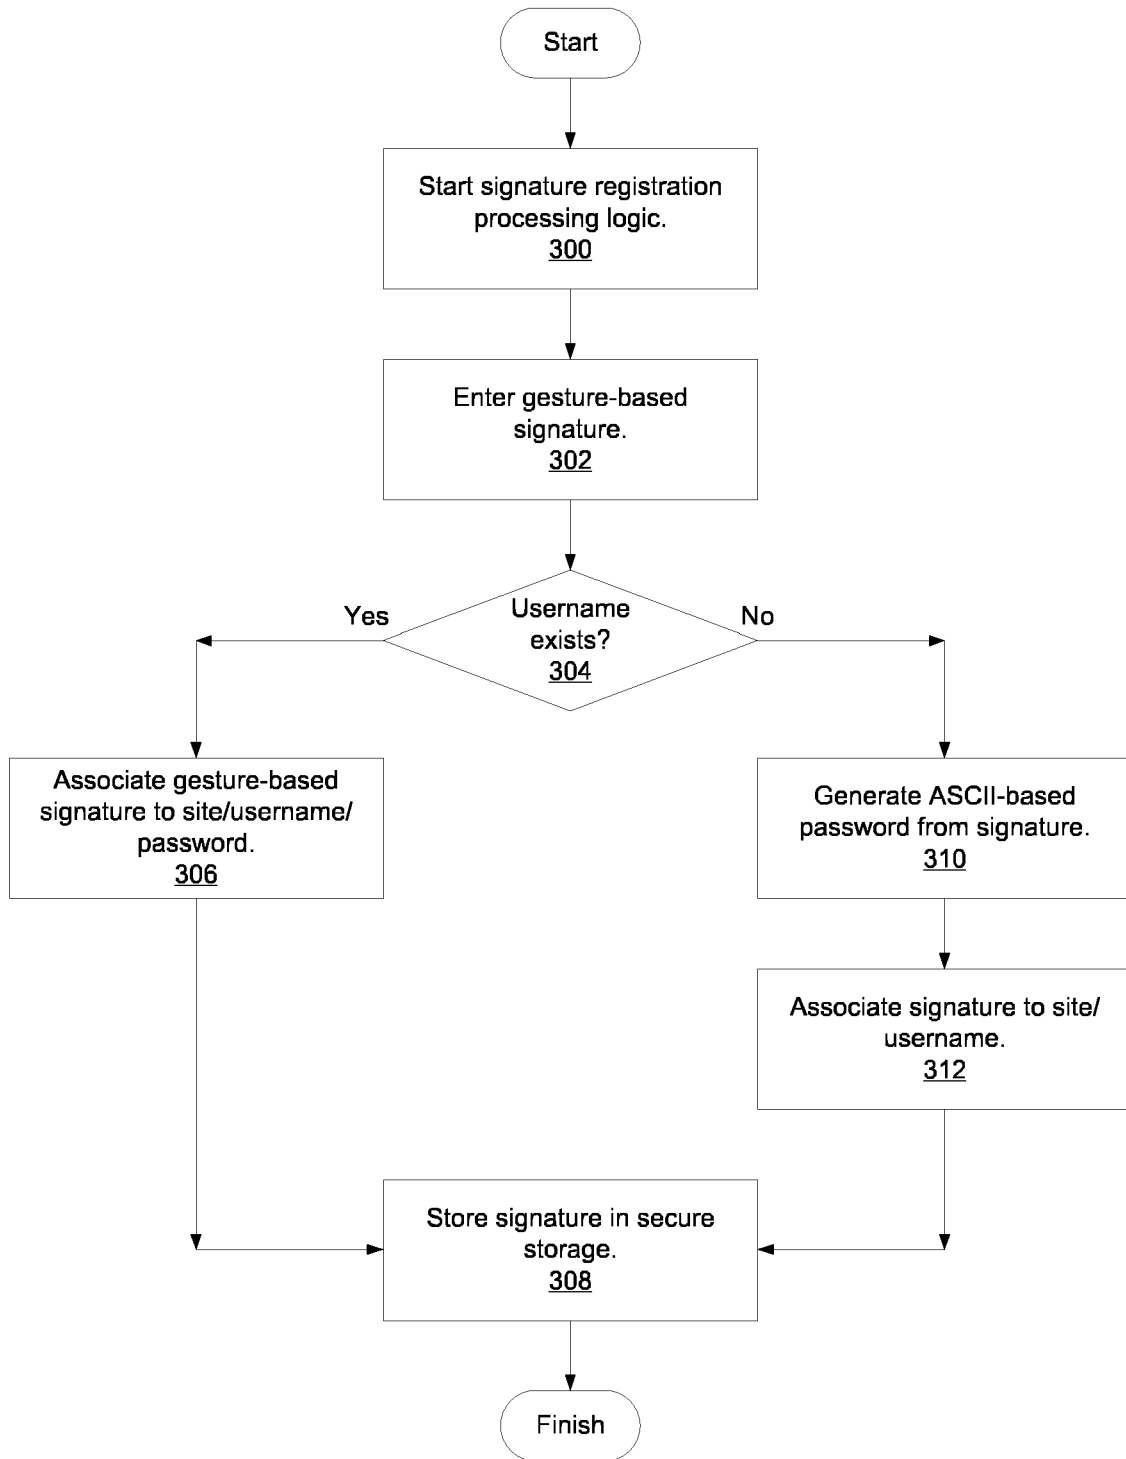 Start
Start signature registration
processing logic.
300
Enter gesture-based
signature.
302
Username
exists?
304
Yes
No
Associate gesture-based
signature to site/username/
password.
306
Generate ASCII-based
password from signature.
310
Associate signature to site/
username.
312
Store signature in secure
storage.
308
Finish